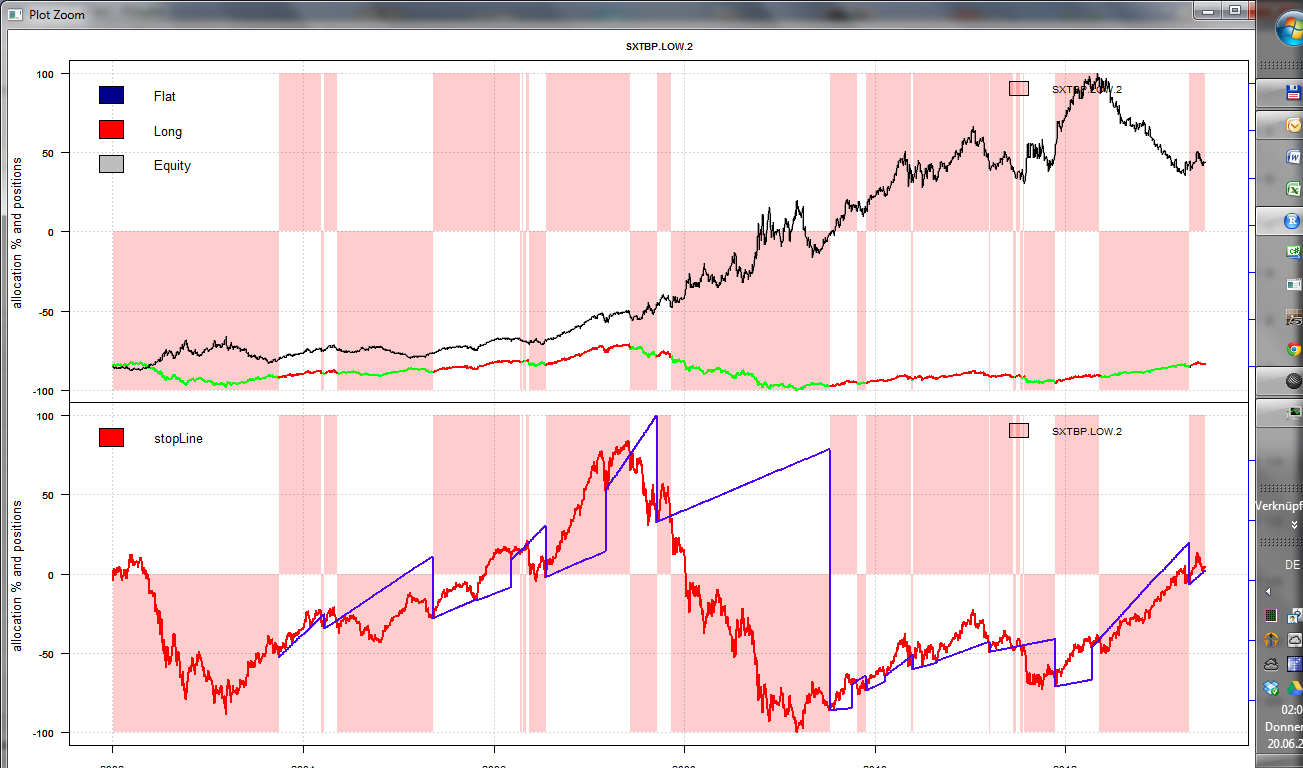 Plot Zoom
SXTBP.LOW.2
100
50
0
-50
-100
allocation % and positions
Flat
Long
Equity
SXTBP.LOW.2
100
50
0
-50
-100
allocation % and positions
stopLine
SXTBP.LOW.2
Verknüpf
DE
02:0
Donner
20.06.2